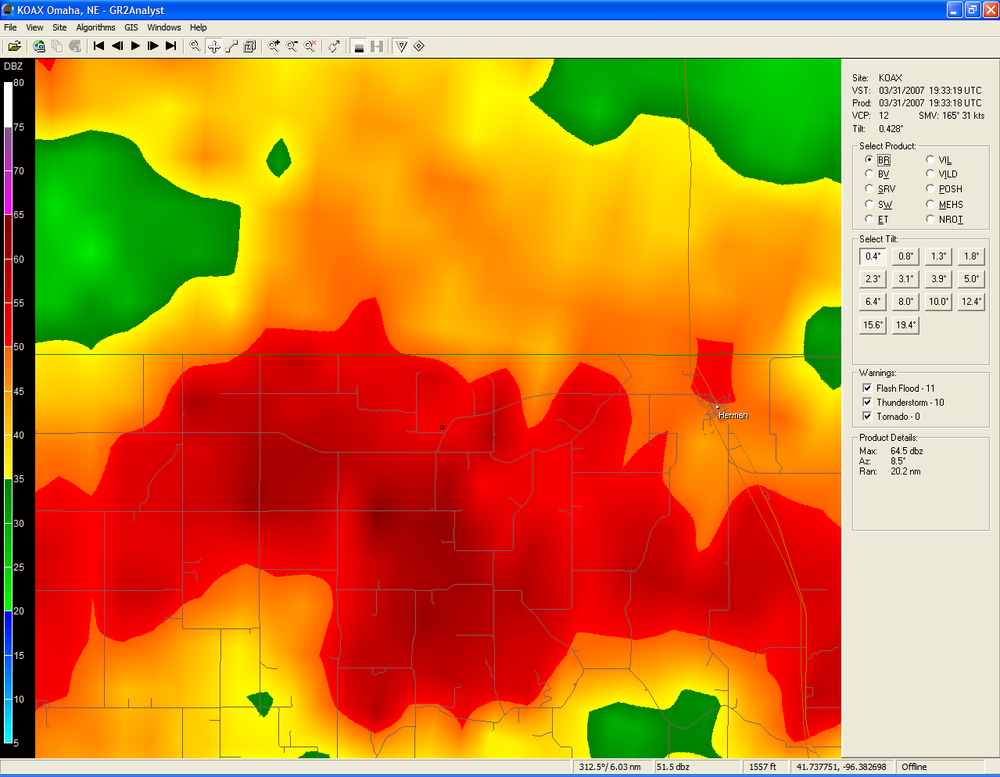 KOAX Omaha, NE - GR2Analyst
File View Site Algorithms GIS Windows Help
DBZ
80
75
70
65
60
55
50
45
40
35
30
25
20
15
10
5
Herman
Site: KOAX
VST: 03/31/2007 19:33:19 UTC
Prod: 03/31/2007 19:33:18 UTC
VCP: 12 SMV: 165° 31 kts
Tilt: 0.428°
Select Product:
BR VIL
BV VILD
SRV POSH
SW MEHS
ET NROT
Select Tilt:
0.4° 0.8° 1.3° 1.8°
2.3° 3.1° 3.9° 5.0°
6.4° 8.0° 10.0° 12.4°
15.6° 19.4°
Warnings:
Flash Flood - 11
Thunderstorm - 10
Tornado - 0
Product Details:
Max: 64.5 dbz
Az: 8.5°
Ran: 20.2 nm
312.5°/ 6.03 nm 51.5 dbz 1557 ft 41.737751, -96.382698 Offline